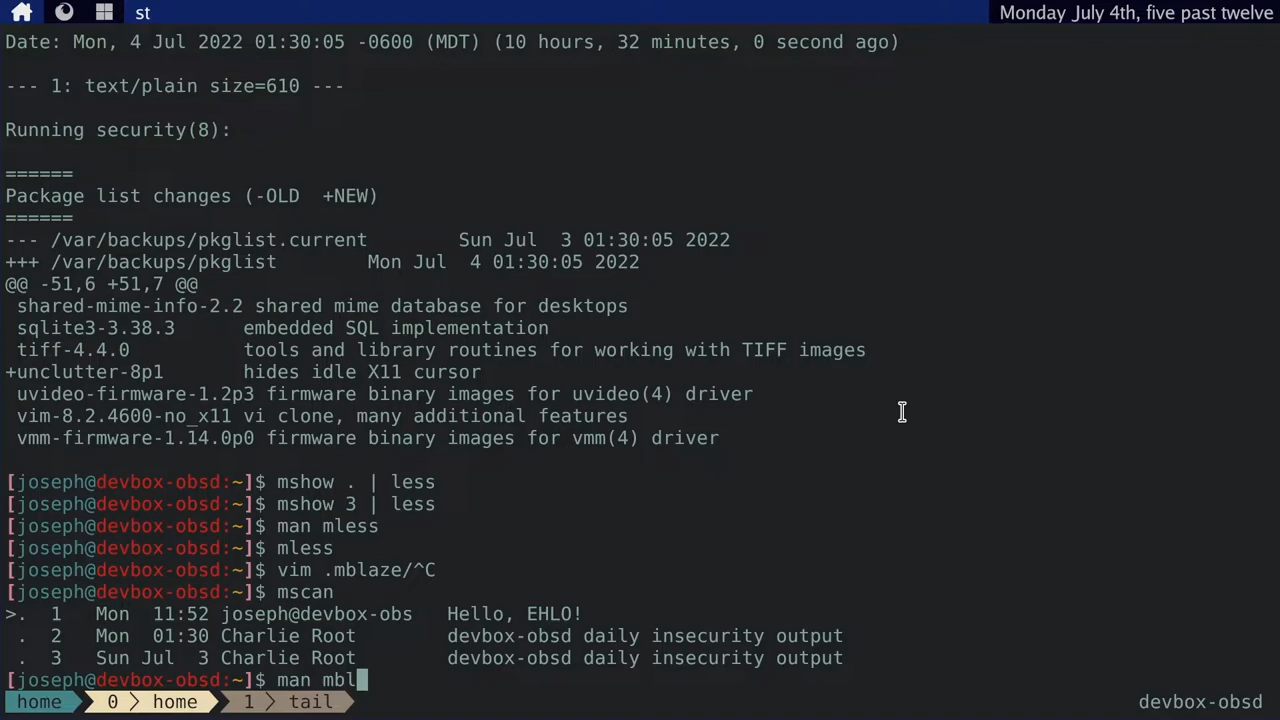 st
Monday July 4th, five past twelve
Date: Mon, 4 Jul 2022 01:30:05 -0600 (MDT) (10 hours, 32 minutes, 0 second ago)
--- 1: text/plain size=610 ---
Running security(8):
======
Package list changes (-OLD  +NEW)
======
--- /var/backups/pkglist.current        Sun Jul  3 01:30:05 2022
+++ /var/backups/pkglist        Mon Jul  4 01:30:05 2022
@@ -51,6 +51,7 @@
 shared-mime-info-2.2 shared mime database for desktops
 sqlite3-3.38.3       embedded SQL implementation
 tiff-4.4.0          tools and library routines for working with TIFF images
+unclutter-8p1       hides idle X11 cursor
 uvideo-firmware-1.2p3 firmware binary images for uvideo(4) driver
 vim-8.2.4600-no_x11 vi clone, many additional features
 vmm-firmware-1.14.0p0 firmware binary images for vmm(4) driver
[joseph@devbox-obsd:~]$ mshow . | less
[joseph@devbox-obsd:~]$ mshow 3 | less
[joseph@devbox-obsd:~]$ man mless
[joseph@devbox-obsd:~]$ mless
[joseph@devbox-obsd:~]$ vim .mblaze/^C
[joseph@devbox-obsd:~]$ mscan
>.  1   Mon  11:52 joseph@devbox-obs   Hello, EHLO!
 .  2   Mon  01:30 Charlie Root        devbox-obsd daily insecurity output
 .  3   Sun Jul  3 Charlie Root        devbox-obsd daily insecurity output
[joseph@devbox-obsd:~]$ man mbl
home 0 > home 1 > tail devbox-obsd